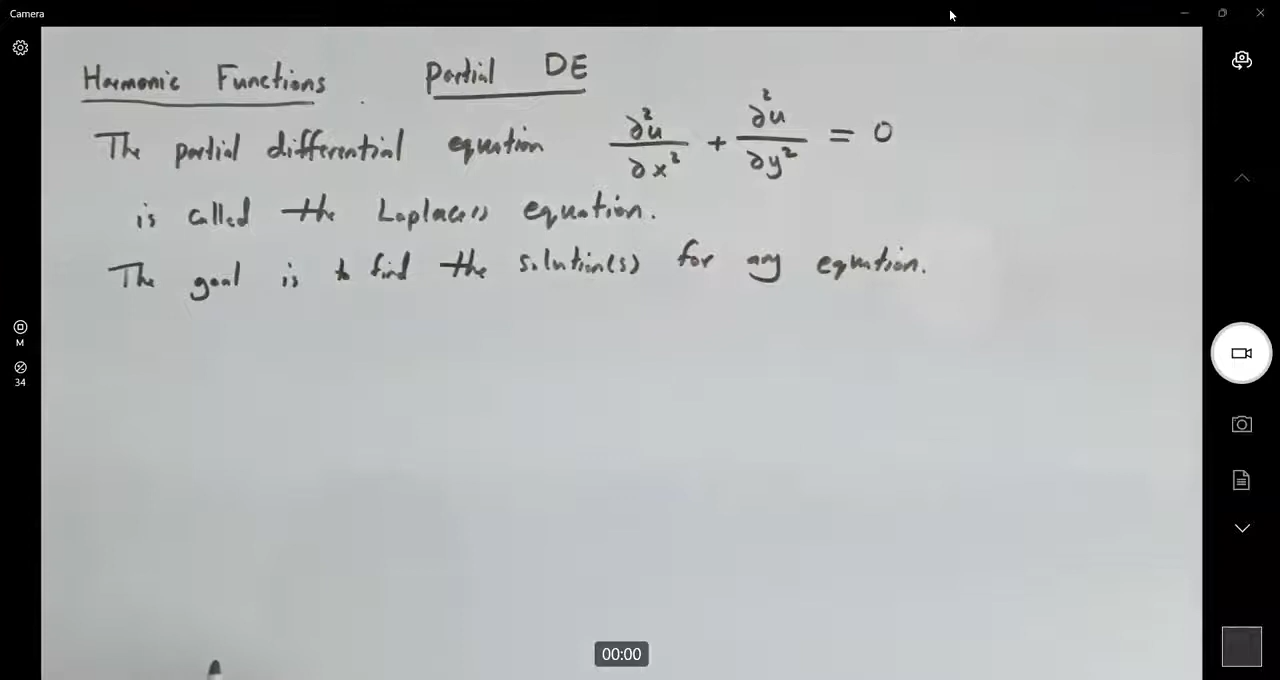 Camera
Harmonic Functions Partial DE
The partial differential equation ∂²u/∂x² + ∂²u/∂y² = 0
is called the Laplace's equation.
The goal is to find the solution(s) for any equation.
M
34
00:00